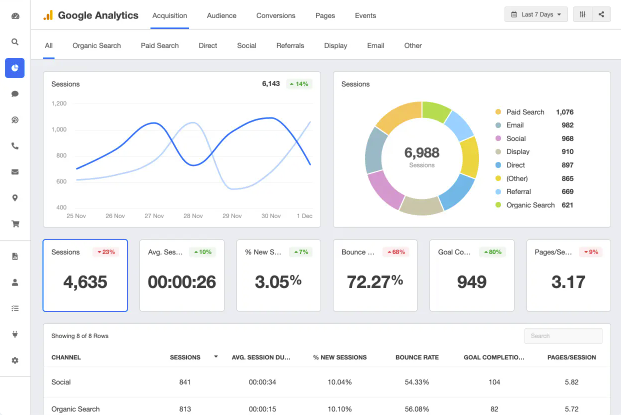 Google Analytics Acquisition Audience Conversions Pages Events Last 7 Days
All Organic Search Paid Search Direct Social Referrals Display Email Other
Sessions 6,143 14%
1,200
1,000
800
600
400
25 Nov 26 Nov 27 Nov 28 Nov 29 Nov 30 Nov 1 Dec
Sessions
6,988
Sessions
Paid Search 1,076
Email 982
Social 968
Display 910
Direct 897
(Other) 865
Referral 669
Organic Search 621
Sessions 23%
4,635
Avg. Ses... 10%
00:00:26
% New S... 7%
3.05%
Bounce ... 68%
72.27%
Goal Co... 80%
949
Pages/Se... 9%
3.17
Showing 8 of 8 Rows Search
CHANNEL SESSIONS AVG. SESSION DU... % NEW SESSIONS BOUNCE RATE GOAL COMPLETIO... PAGES/SESSION
Social 841 00:00:34 10.04% 54.33% 104 5.82
Organic Search 813 00:00:15 10.10% 56.08% 82 5.72